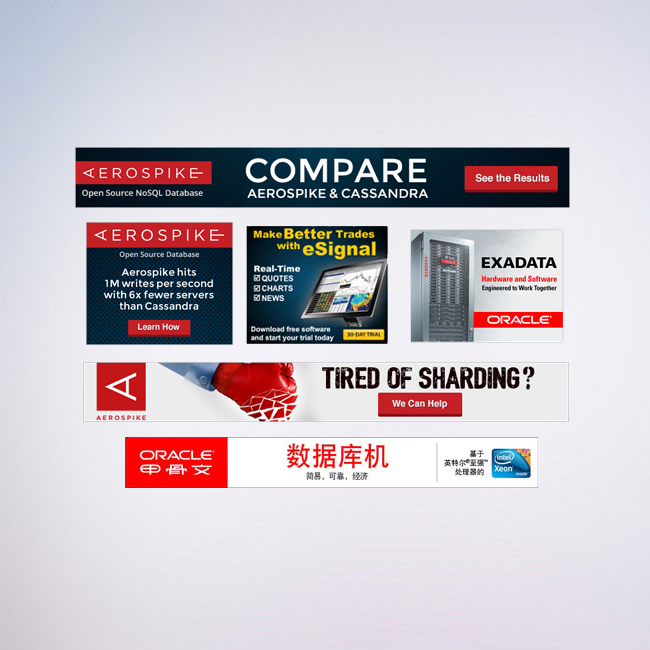 AEROSPIKE
Open Source NoSQL Database
COMPARE
AEROSPIKE & CASSANDRA
See the Results
AEROSPIKE
Open Source Database
Aerospike hits
1M writes per second
with 6x fewer servers
than Cassandra
Learn How
Make Better Trades
with eSignal
Real-Time
QUOTES
CHARTS
NEWS
Download free software
and start your trial today
30-DAY TRIAL
EXADATA
Hardware and Software
Engineered to Work Together
ORACLE®
AEROSPIKE
TIRED OF SHARDING?
We Can Help
ORACLE®
甲骨文
数据库机
简易, 可靠, 经济
基于
英特尔®至强™
处理器的
intel
Xeon®
inside™